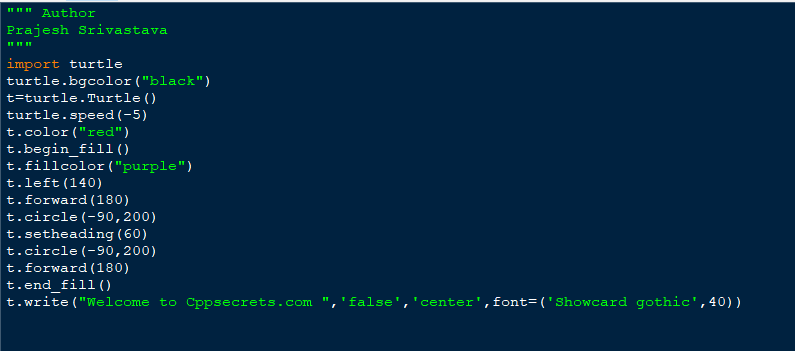 """ Author
Prajesh Srivastava
"""
import turtle
turtle.bgcolor("black")
t=turtle.Turtle()
turtle.speed(-5)
t.color("red")
t.begin_fill()
t.fillcolor("purple")
t.left(140)
t.forward(180)
t.circle(-90,200)
t.setheading(60)
t.circle(-90,200)
t.forward(180)
t.end_fill()
t.write("Welcome to Cppsecrets.com ",'false','center',font=('Showcard gothic',40))